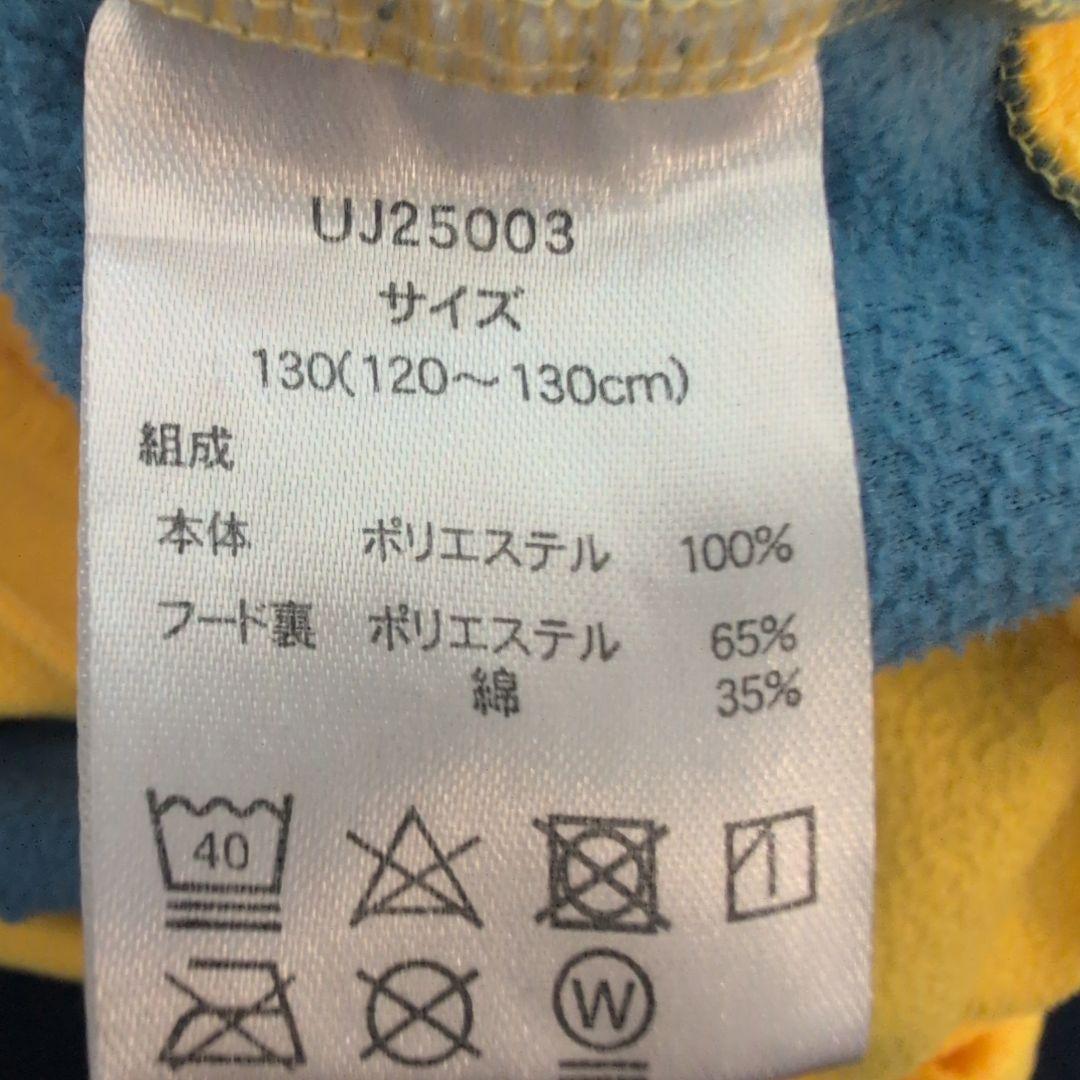 UJ25003
サイズ
130(120～130cm)
組成
本体 ポリエステル 100%
フード裏 ポリエステル 65%
綿 35%
40
W